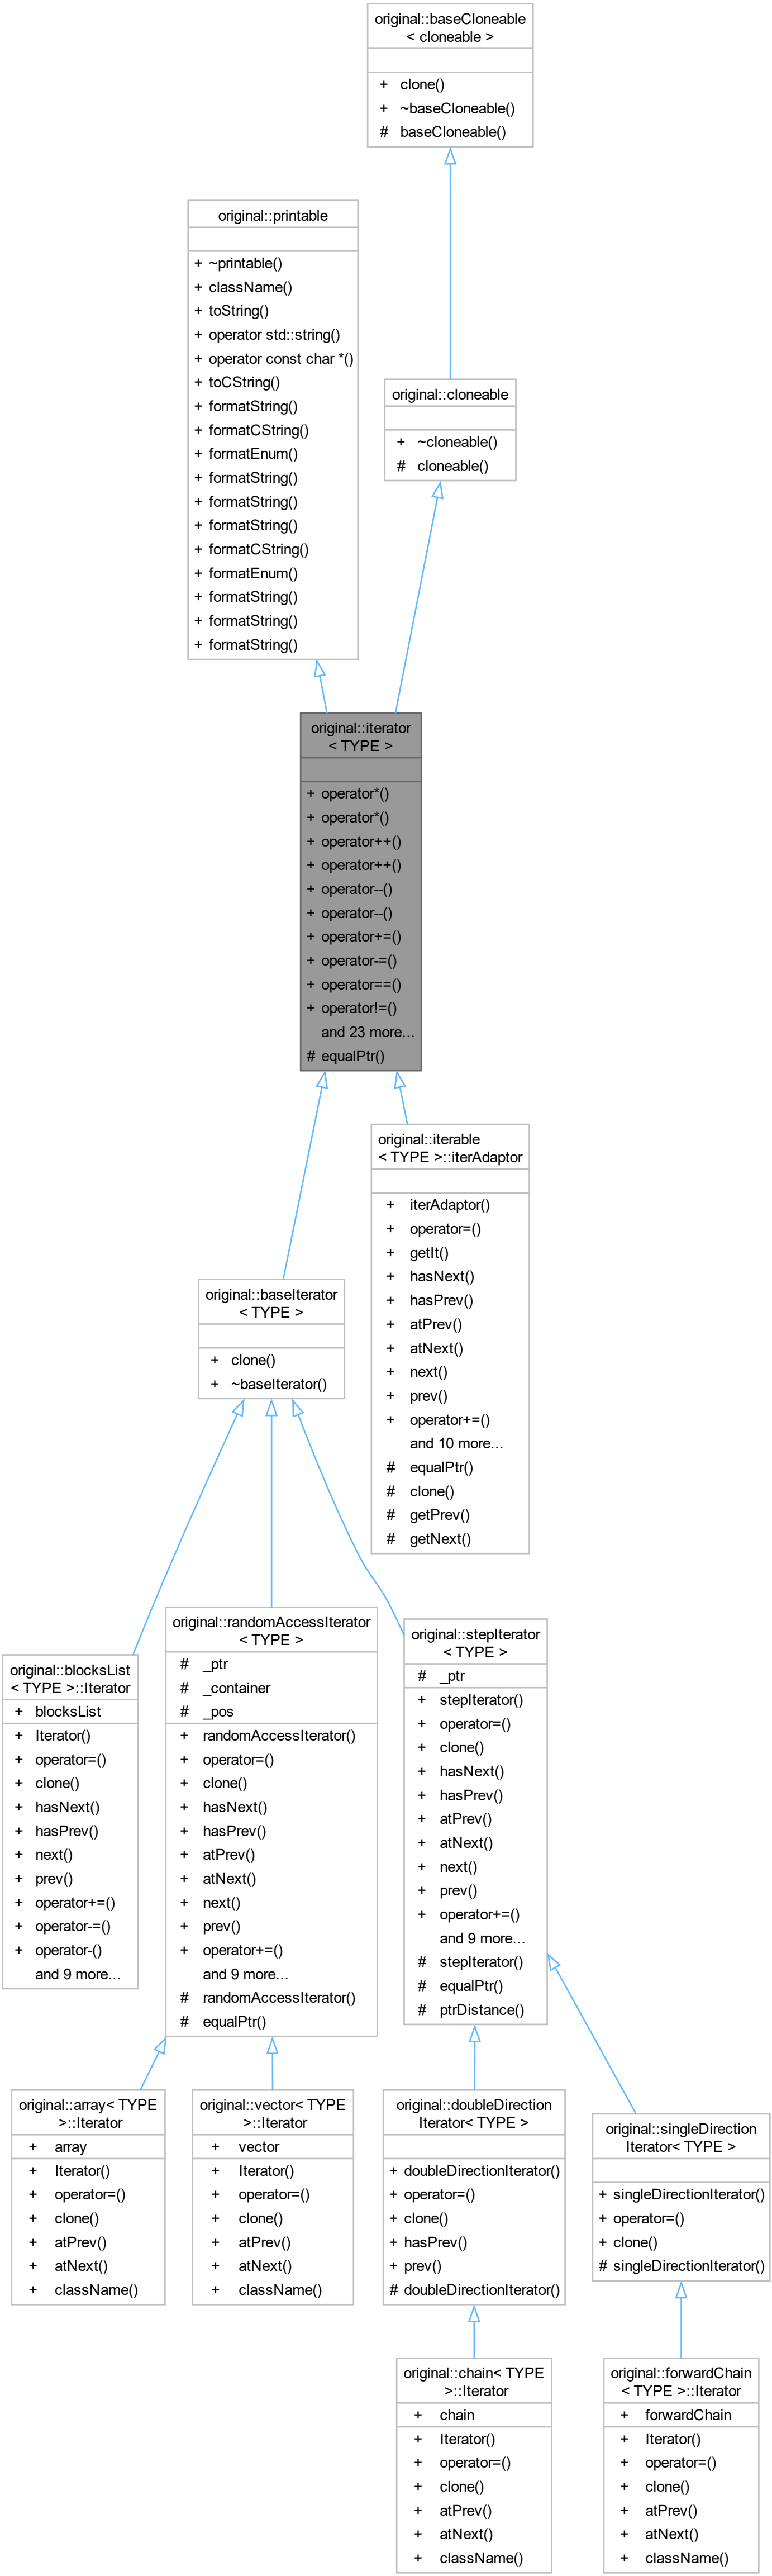 original::baseCloneable
< cloneable >
+ clone()
+ ~baseCloneable()
# baseCloneable()
original::printable
+ ~printable()
+ className()
+ toString()
+ operator std::string()
+ operator const char *()
+ toCString()
+ formatString()
+ formatCString()
+ formatEnum()
+ formatString()
+ formatString()
+ formatString()
+ formatCString()
+ formatEnum()
+ formatString()
+ formatString()
+ formatString()
original::cloneable
+ ~cloneable()
# cloneable()
original::iterator
< TYPE >
+ operator*()
+ operator*()
+ operator++()
+ operator++()
+ operator--()
+ operator--()
+ operator+=()
+ operator-=()
+ operator==()
+ operator!=()
and 23 more...
# equalPtr()
original::iterable
< TYPE >::iterAdaptor
+ iterAdaptor()
+ operator=()
+ getIt()
+ hasNext()
+ hasPrev()
+ atPrev()
+ atNext()
+ next()
+ prev()
+ operator+=()
and 10 more...
# equalPtr()
# clone()
# getPrev()
# getNext()
original::baseIterator
< TYPE >
+ clone()
+ ~baseIterator()
original::blocksList
< TYPE >::Iterator
+ blocksList
+ Iterator()
+ operator=()
+ clone()
+ hasNext()
+ hasPrev()
+ next()
+ prev()
+ operator+=()
+ operator-=()
+ operator-()
and 9 more...
original::randomAccessIterator
< TYPE >
# _ptr
# _container
# _pos
+ randomAccessIterator()
+ operator=()
+ clone()
+ hasNext()
+ hasPrev()
+ atPrev()
+ atNext()
+ next()
+ prev()
+ operator+=()
and 9 more...
# randomAccessIterator()
# equalPtr()
original::stepIterator
< TYPE >
# _ptr
+ stepIterator()
+ operator=()
+ clone()
+ hasNext()
+ hasPrev()
+ atPrev()
+ atNext()
+ next()
+ prev()
+ operator+=()
and 9 more...
# stepIterator()
# equalPtr()
# ptrDistance()
original::array< TYPE
>::Iterator
+ array
+ Iterator()
+ operator=()
+ clone()
+ atPrev()
+ atNext()
+ className()
original::vector< TYPE
>::Iterator
+ vector
+ Iterator()
+ operator=()
+ clone()
+ atPrev()
+ atNext()
+ className()
original::doubleDirection
Iterator< TYPE >
+ doubleDirectionIterator()
+ operator=()
+ clone()
+ hasPrev()
+ prev()
# doubleDirectionIterator()
original::singleDirection
Iterator< TYPE >
+ singleDirectionIterator()
+ operator=()
+ clone()
# singleDirectionIterator()
original::chain< TYPE
>::Iterator
+ chain
+ Iterator()
+ operator=()
+ clone()
+ atPrev()
+ atNext()
+ className()
original::forwardChain
< TYPE >::Iterator
+ forwardChain
+ Iterator()
+ operator=()
+ clone()
+ atPrev()
+ atNext()
+ className()